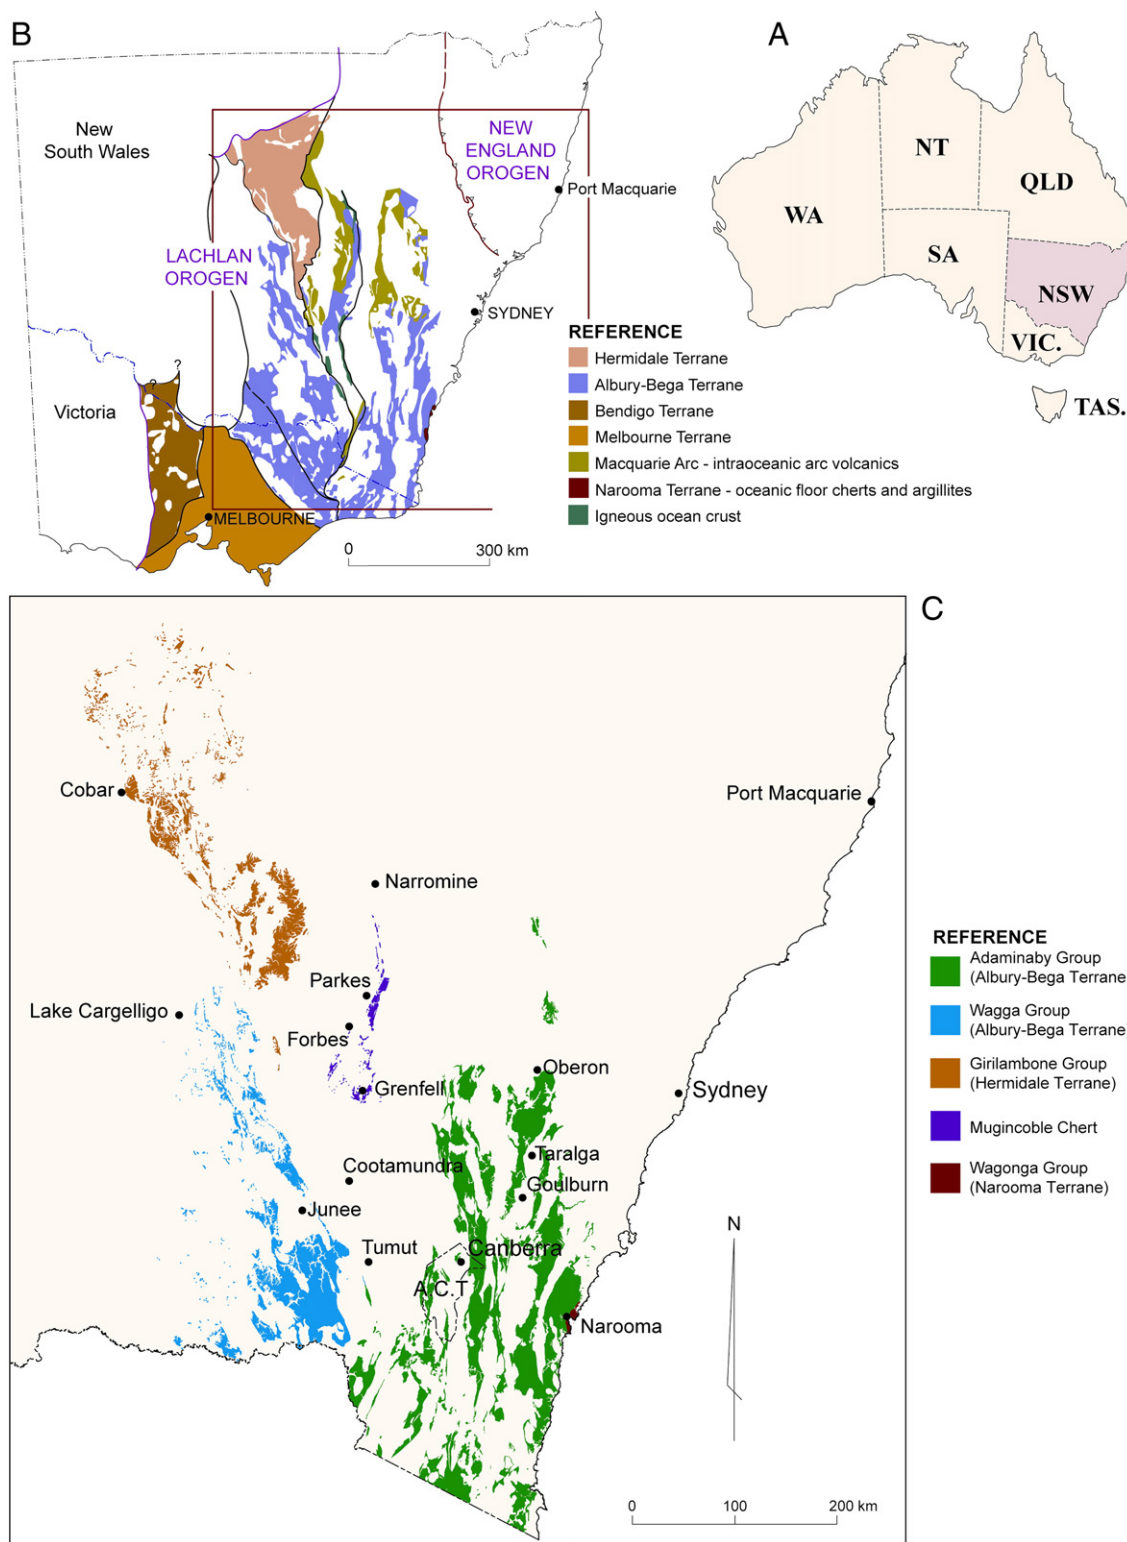 B
New
South Wales
NEW
ENGLAND
OROGEN
Port Macquarie
LACHLAN
OROGEN
SYDNEY
?
?
Victoria
MELBOURNE
0
300 km
REFERENCE
Hermidale Terrane
Albury-Bega Terrane
Bendigo Terrane
Melbourne Terrane
Macquarie Arc - intraoceanic arc volcanics
Narooma Terrane - oceanic floor cherts and argillites
Igneous ocean crust
A
NT
QLD
WA
SA
NSW
VIC.
TAS.
C
Cobar
Port Macquarie
Narromine
Parkes
Lake Cargelligo
Forbes
Grenfell
Oberon
Sydney
Taralga
Cootamundra
Goulburn
Junee
Tumut
Canberra
A.C.T
Narooma
N
0 100 200 km
REFERENCE
Adaminaby Group
(Albury-Bega Terrane
Wagga Group
(Albury-Bega Terrane)
Girilambone Group
(Hermidale Terrane)
Mugincoble Chert
Wagonga Group
(Narooma Terrane)